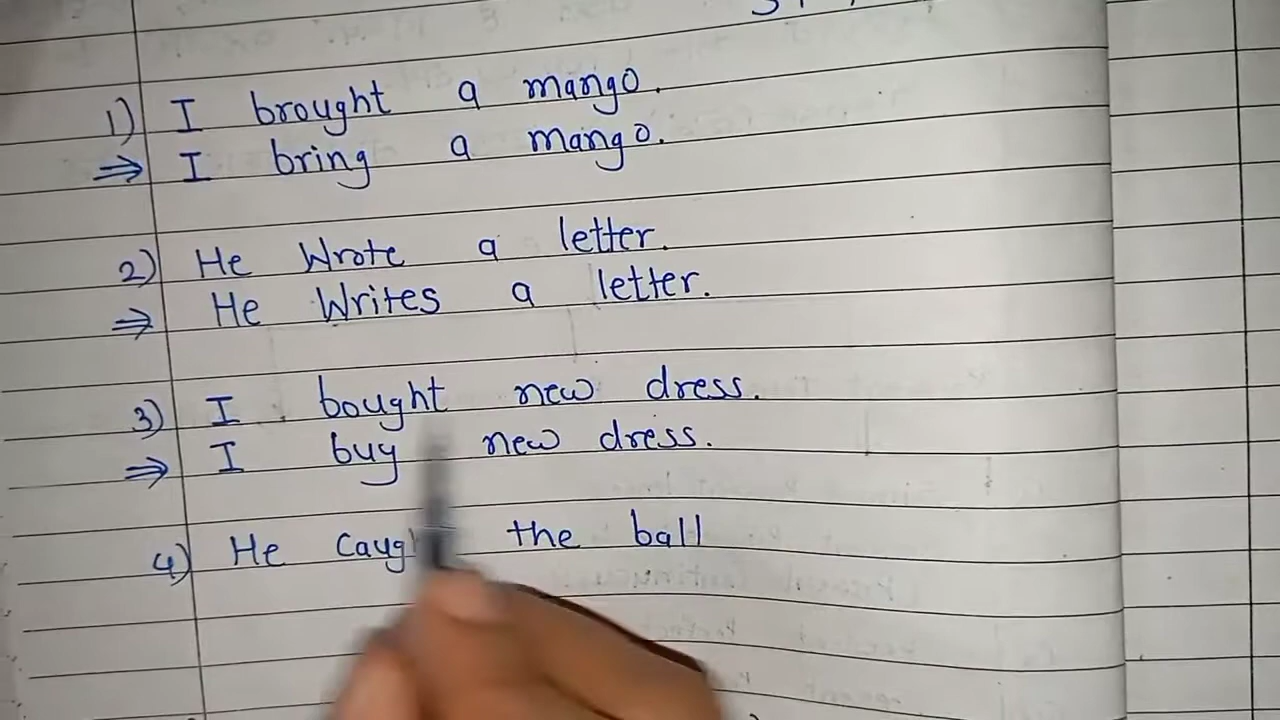 1) I brought a mango.
⇒ I bring a mango.
2) He Wrote a letter.
⇒ He Writes a letter.
3) I bought new dress.
⇒ I buy new dress.
4) He the ball